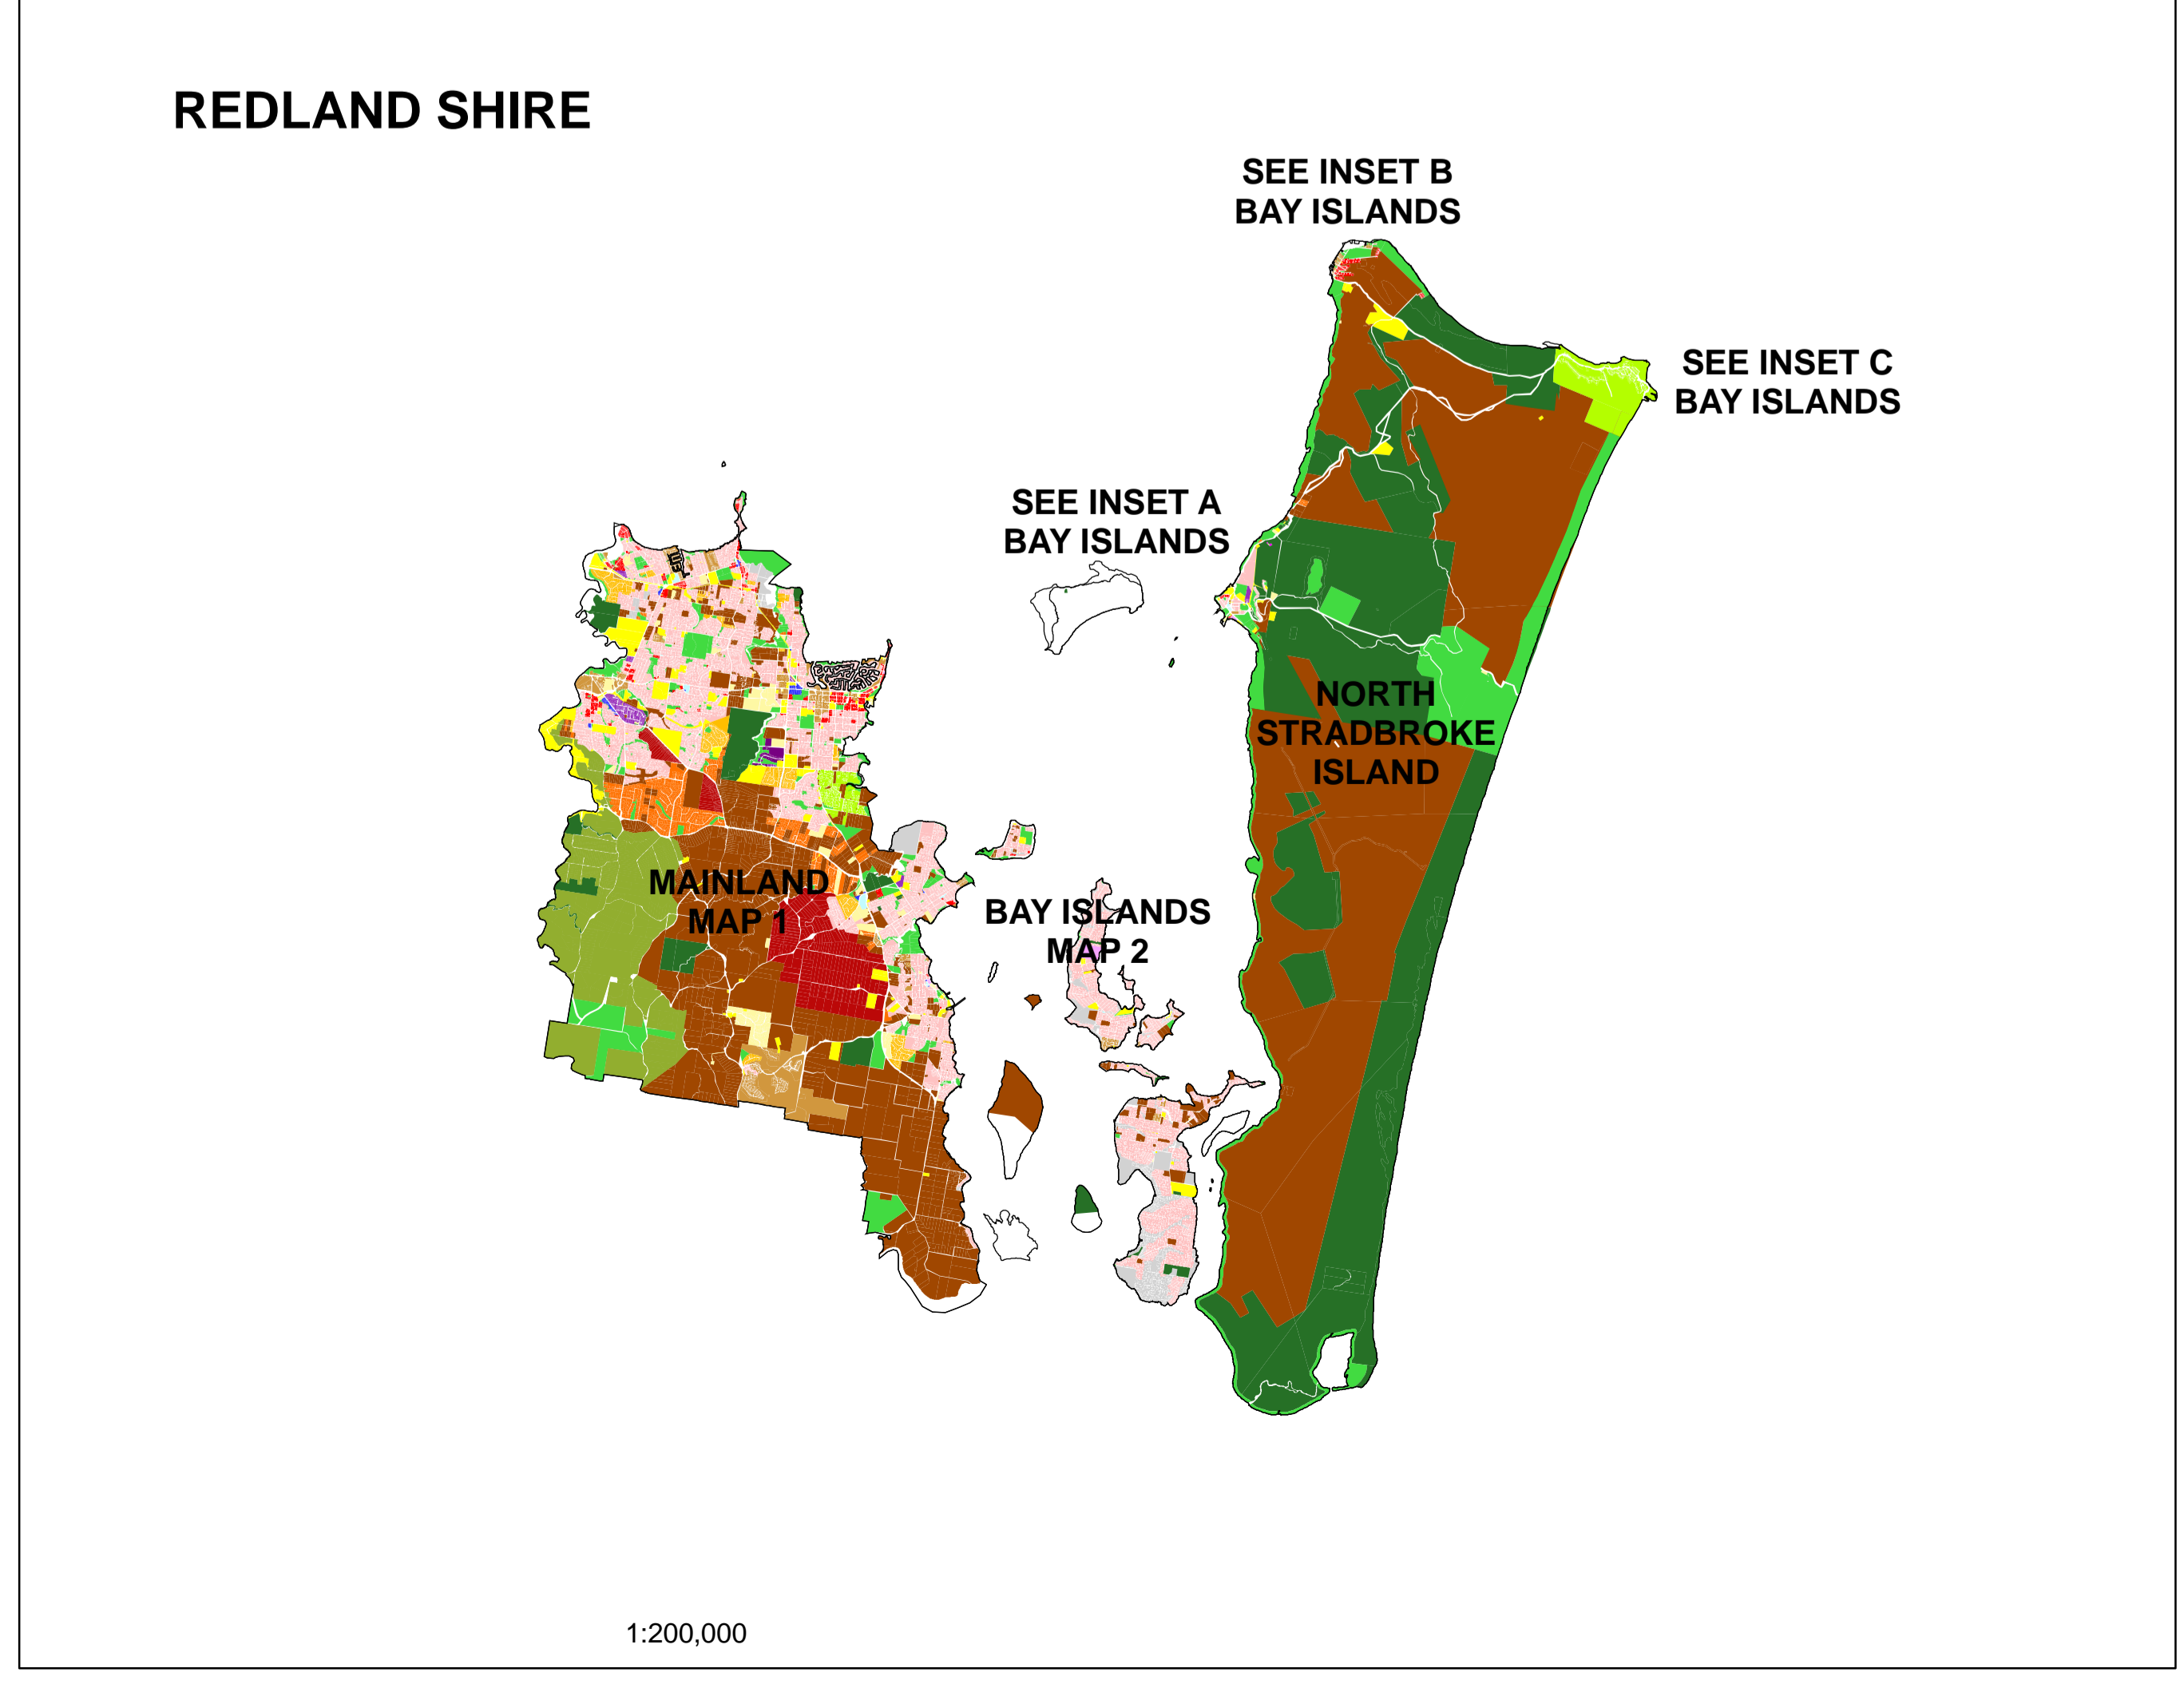 REDLAND SHIRE
SEE INSET B
BAY ISLANDS
SEE INSET C
BAY ISLANDS
SEE INSET A
BAY ISLANDS
NORTH
STRADBROKE
ISLAND
MAINLAND
MAP 1
BAY ISLANDS
MAP 2
1:200,000